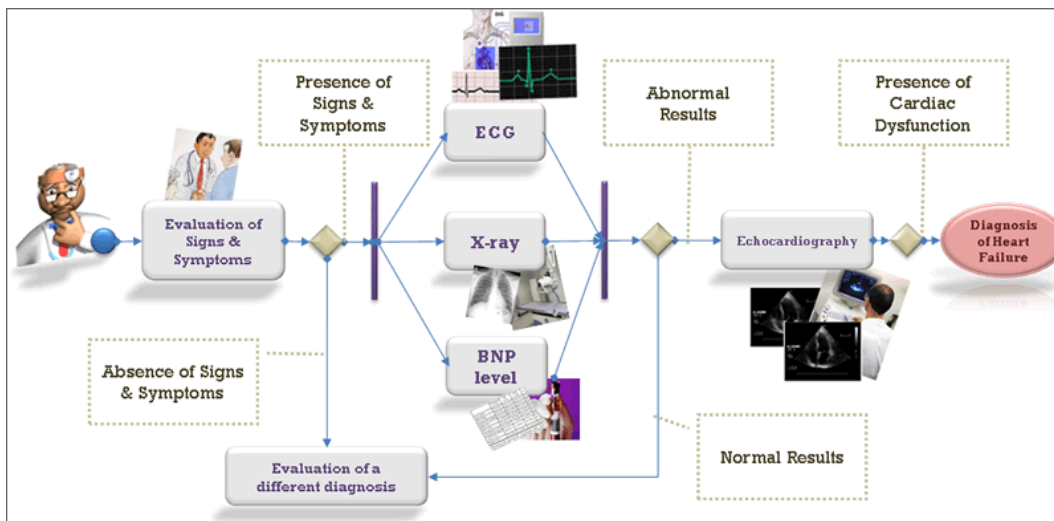 Presence of
Signs &
Symptoms
ECG
Abnormal
Results
Presence of
Cardiac
Dysfunction
Evaluation of
Signs &
Symptoms
X-ray
Echocardiography
Diagnosis
of Heart
Failure
BNP
level
Absence of Signs
& Symptoms
Evaluation of a
different diagnosis
Normal Results